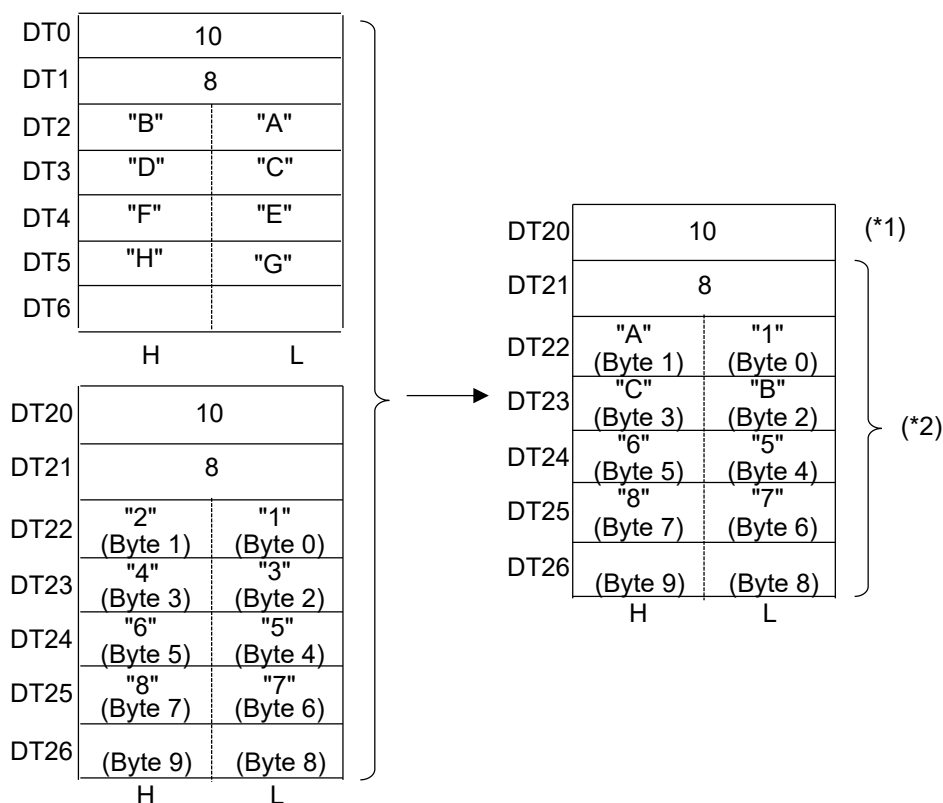 DT0 10
DT1 8
DT2 "B" "A"
DT3 "D" "C"
DT4 "F" "E"
DT5 "H" "G"
DT6
H L
DT20 10
DT21 8
DT22 "2" (Byte 1) "1" (Byte 0)
DT23 "4" (Byte 3) "3" (Byte 2)
DT24 "6" (Byte 5) "5" (Byte 4)
DT25 "8" (Byte 7) "7" (Byte 6)
DT26 (Byte 9) (Byte 8)
H L
DT20 10 (*1)
DT21 8
DT22 "A" (Byte 1) "1" (Byte 0)
DT23 "C" (Byte 3) "B" (Byte 2)
(*2)
DT24 "6" (Byte 5) "5" (Byte 4)
DT25 "8" (Byte 7) "7" (Byte 6)
DT26 (Byte 9) (Byte 8)
H L